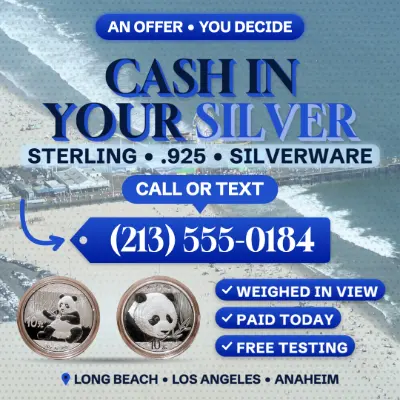 AN OFFER • YOU DECIDE
CASH IN
YOUR SILVER
STERLING • .925 • SILVERWARE
CALL OR TEXT
(213) 555-0184
✓ WEIGHED IN VIEW
✓ PAID TODAY
✓ FREE TESTING
LONG BEACH • LOS ANGELES • ANAHEIM